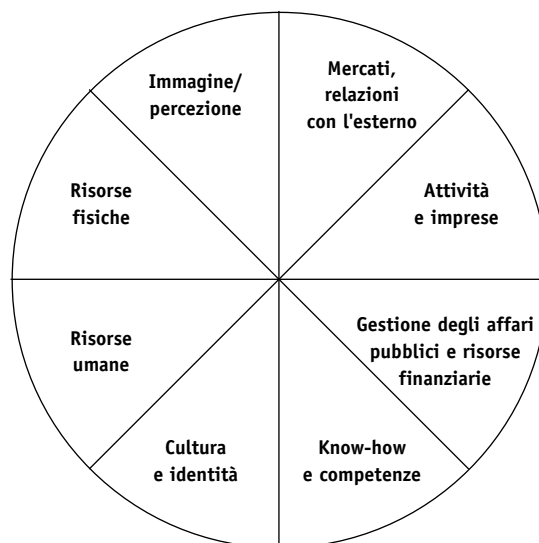 Immagine/
percezione
Mercati,
relazioni
con l'esterno
Risorse
fisiche
Attività
e imprese
Risorse
umane
Gestione degli affari
pubblici e risorse
finanziarie
Cultura
e identità
Know-how
e competenze